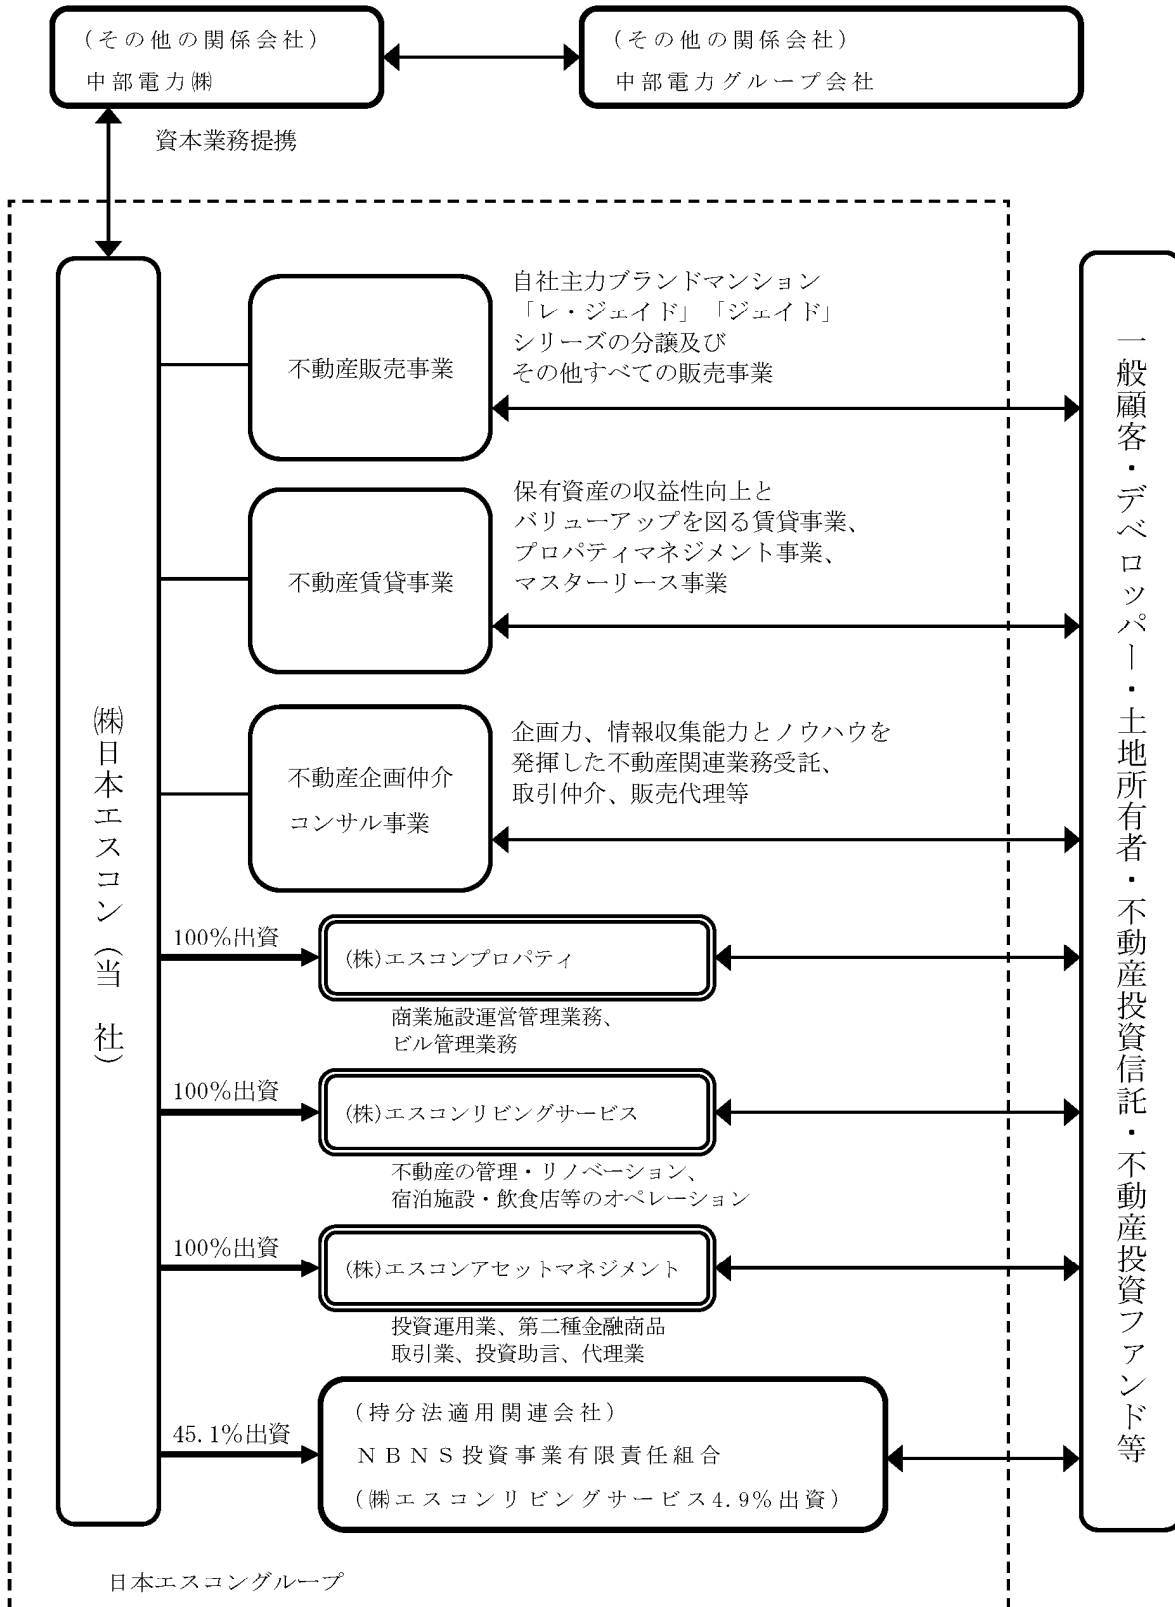 (その他の関係会社)
中部電力㈱
(その他の関係会社)
中部電力グループ会社
資本業務提携
㈱日本エスコン(当 社)
不動産販売事業
自社主力ブランドマンション
「レ・ジェイド」「ジェイド」
シリーズの分譲及び
その他すべての販売事業
不動産賃貸事業
保有資産の収益性向上と
バリューアップを図る賃貸事業、
プロパティマネジメント事業、
マスターリース事業
不動産企画仲介
コンサル事業
企画力、情報収集能力とノウハウを
発揮した不動産関連業務受託、
取引仲介、販売代理等
100%出資
(株)エスコンプロパティ
商業施設運営管理業務、
ビル管理業務
100%出資
(株)エスコンリビングサービス
不動産の管理・リノベーション、
宿泊施設・飲食店等のオペレーション
100%出資
(株)エスコンアセットマネジメント
投資運用業、第二種金融商品
取引業、投資助言、代理業
45.1%出資
(持分法適用関連会社)
NBNS投資事業有限責任組合
(㈱エスコンリビングサービス4.9%出資)
一般顧客・デベロッパー・土地所有者・不動産投資信託・不動産投資ファンド等
日本エスコングループ